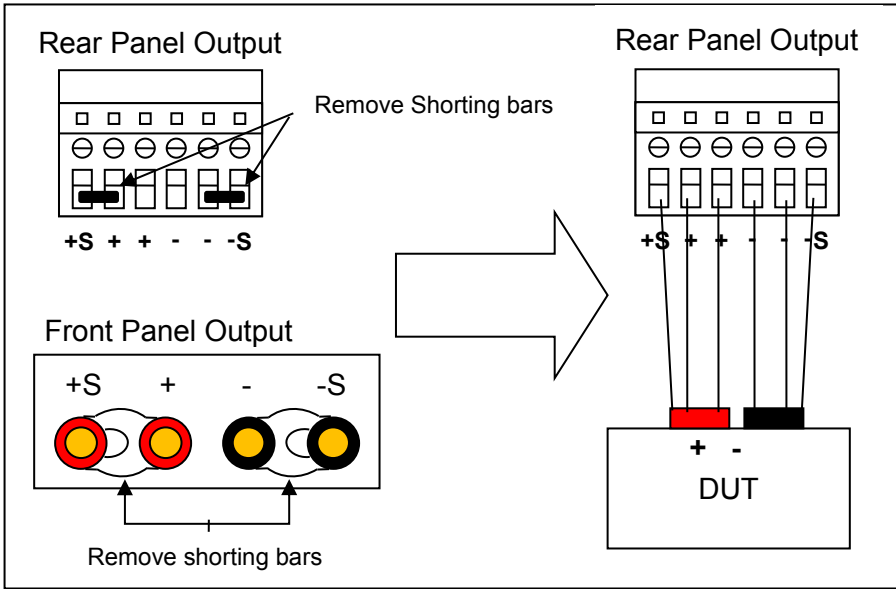 Rear Panel Output
Remove Shorting bars
+S + + - - -S
Front Panel Output
+S + - -S
Remove shorting bars
Rear Panel Output
+S + + - - -S
+ -
DUT